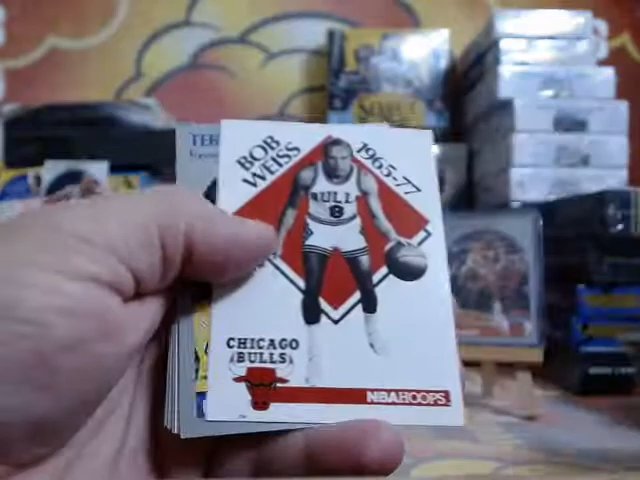 TER
BOB
WEISS
1965-77
BULLS
8
CHICAGO
BULLS
NBAHOOPS